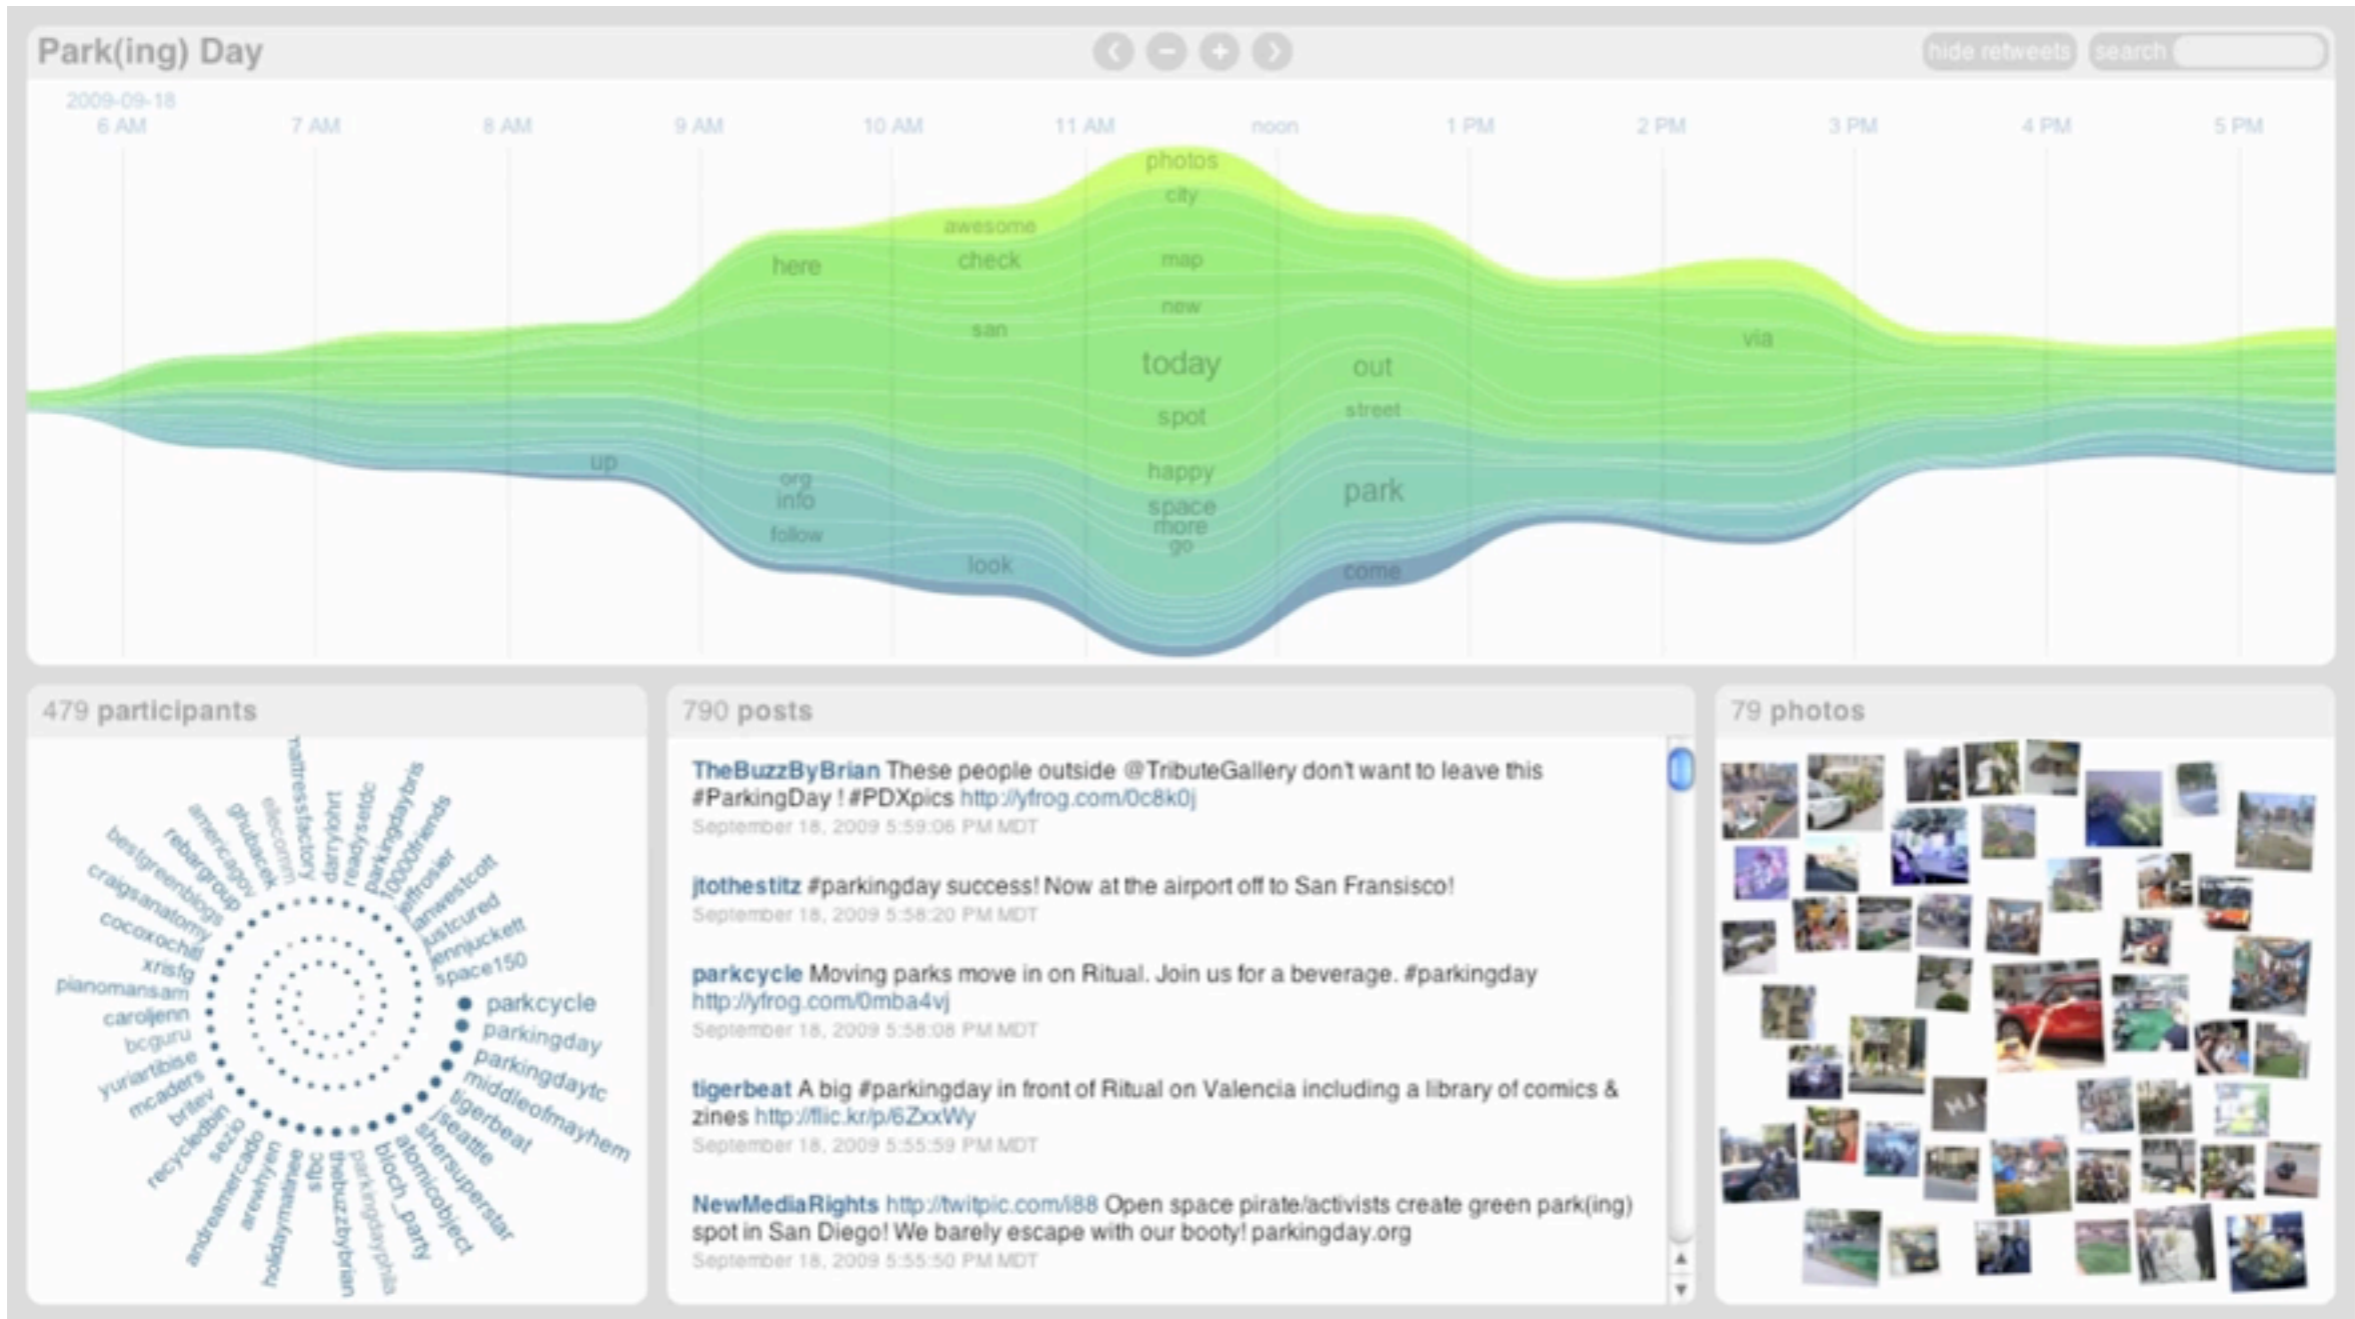 Park(ing) Day
hide retweets
search
2009-09-18
6 AM 7 AM 8 AM 9 AM 10 AM 11 AM noon 1 PM 2 PM 3 PM 4 PM 5 PM
photos
city
awesome
check
map
here
new
san
via
today
out
spot
street
up
happy
org
info
park
space
more
follow
go
look
come
479 participants
mattressfactory
darrylohrt
readysetdc
parkingdaybris
10000friends
jeffrosier
ianwestcott
justcured
jennjuckett
space150
parkcycle
parkingday
parkingdaytc
middleofmayhem
tigerbeat
jseattle
shersuperstar
atomicobject
bloch_party
parkingdayphila
thebuzzbybrian
sfbc
holidaymatinee
arewhyen
andreamercado
sezio
recycledbin
britev
mcaders
yuriartibise
bcguru
caroljenn
pianomansam
xrisfg
cocoxochitl
craigsanatomy
bestgreenblogs
rebargroup
americagov
ghubacek
790 posts
TheBuzzByBrian These people outside @TributeGallery don't want to leave this
#ParkingDay ! #PDXpics http://yfrog.com/0c8k0j
September 18, 2009 5:59:06 PM MDT
jtothestitz #parkingday success! Now at the airport off to San Fransisco!
September 18, 2009 5:58:20 PM MDT
parkcycle Moving parks move in on Ritual. Join us for a beverage. #parkingday
http://yfrog.com/0mba4vj
September 18, 2009 5:58:08 PM MDT
tigerbeat A big #parkingday in front of Ritual on Valencia including a library of comics &
zines http://flic.kr/p/6ZxxWy
September 18, 2009 5:55:59 PM MDT
NewMediaRights http://twitpic.com/i88 Open space pirate/activists create green park(ing)
spot in San Diego! We barely escape with our booty! parkingday.org
September 18, 2009 5:55:50 PM MDT
79 photos